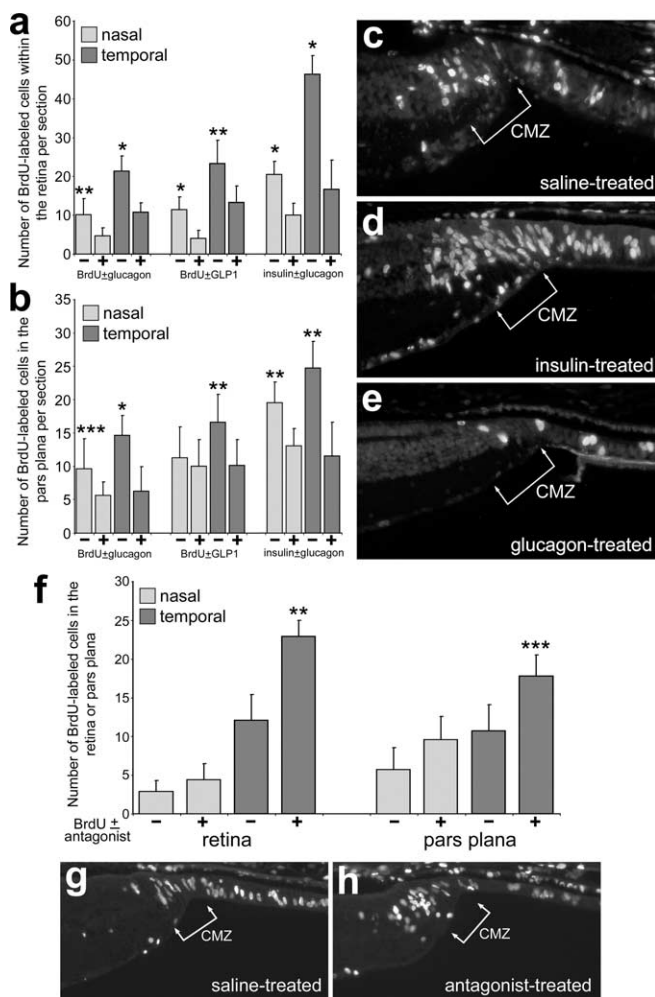 a
nasal
temporal
Number of BrdU-labeled cells within
the retina per section
60
50
40
30
20
10
0
** * * ** * *
− + − + − + − + − + − +
BrdU±glucagon BrdU±GLP1 insulin±glucagon
b
nasal
temporal
Number of BrdU-labeled cells in the
pars plana per section
35
30
25
20
15
10
5
0
*** * ** ** **
− + − + − + − + − + − +
BrdU±glucagon BrdU±GLP1 insulin±glucagon
c
CMZ
saline-treated
d
CMZ
insulin-treated
e
CMZ
glucagon-treated
f
nasal
temporal
Number of BrdU-labeled cells in the
retina or pars plana
30
25
20
15
10
5
0
** ***
BrdU ±
antagonist
− + − + − + − +
retina pars plana
g
CMZ
saline-treated
h
CMZ
antagonist-treated